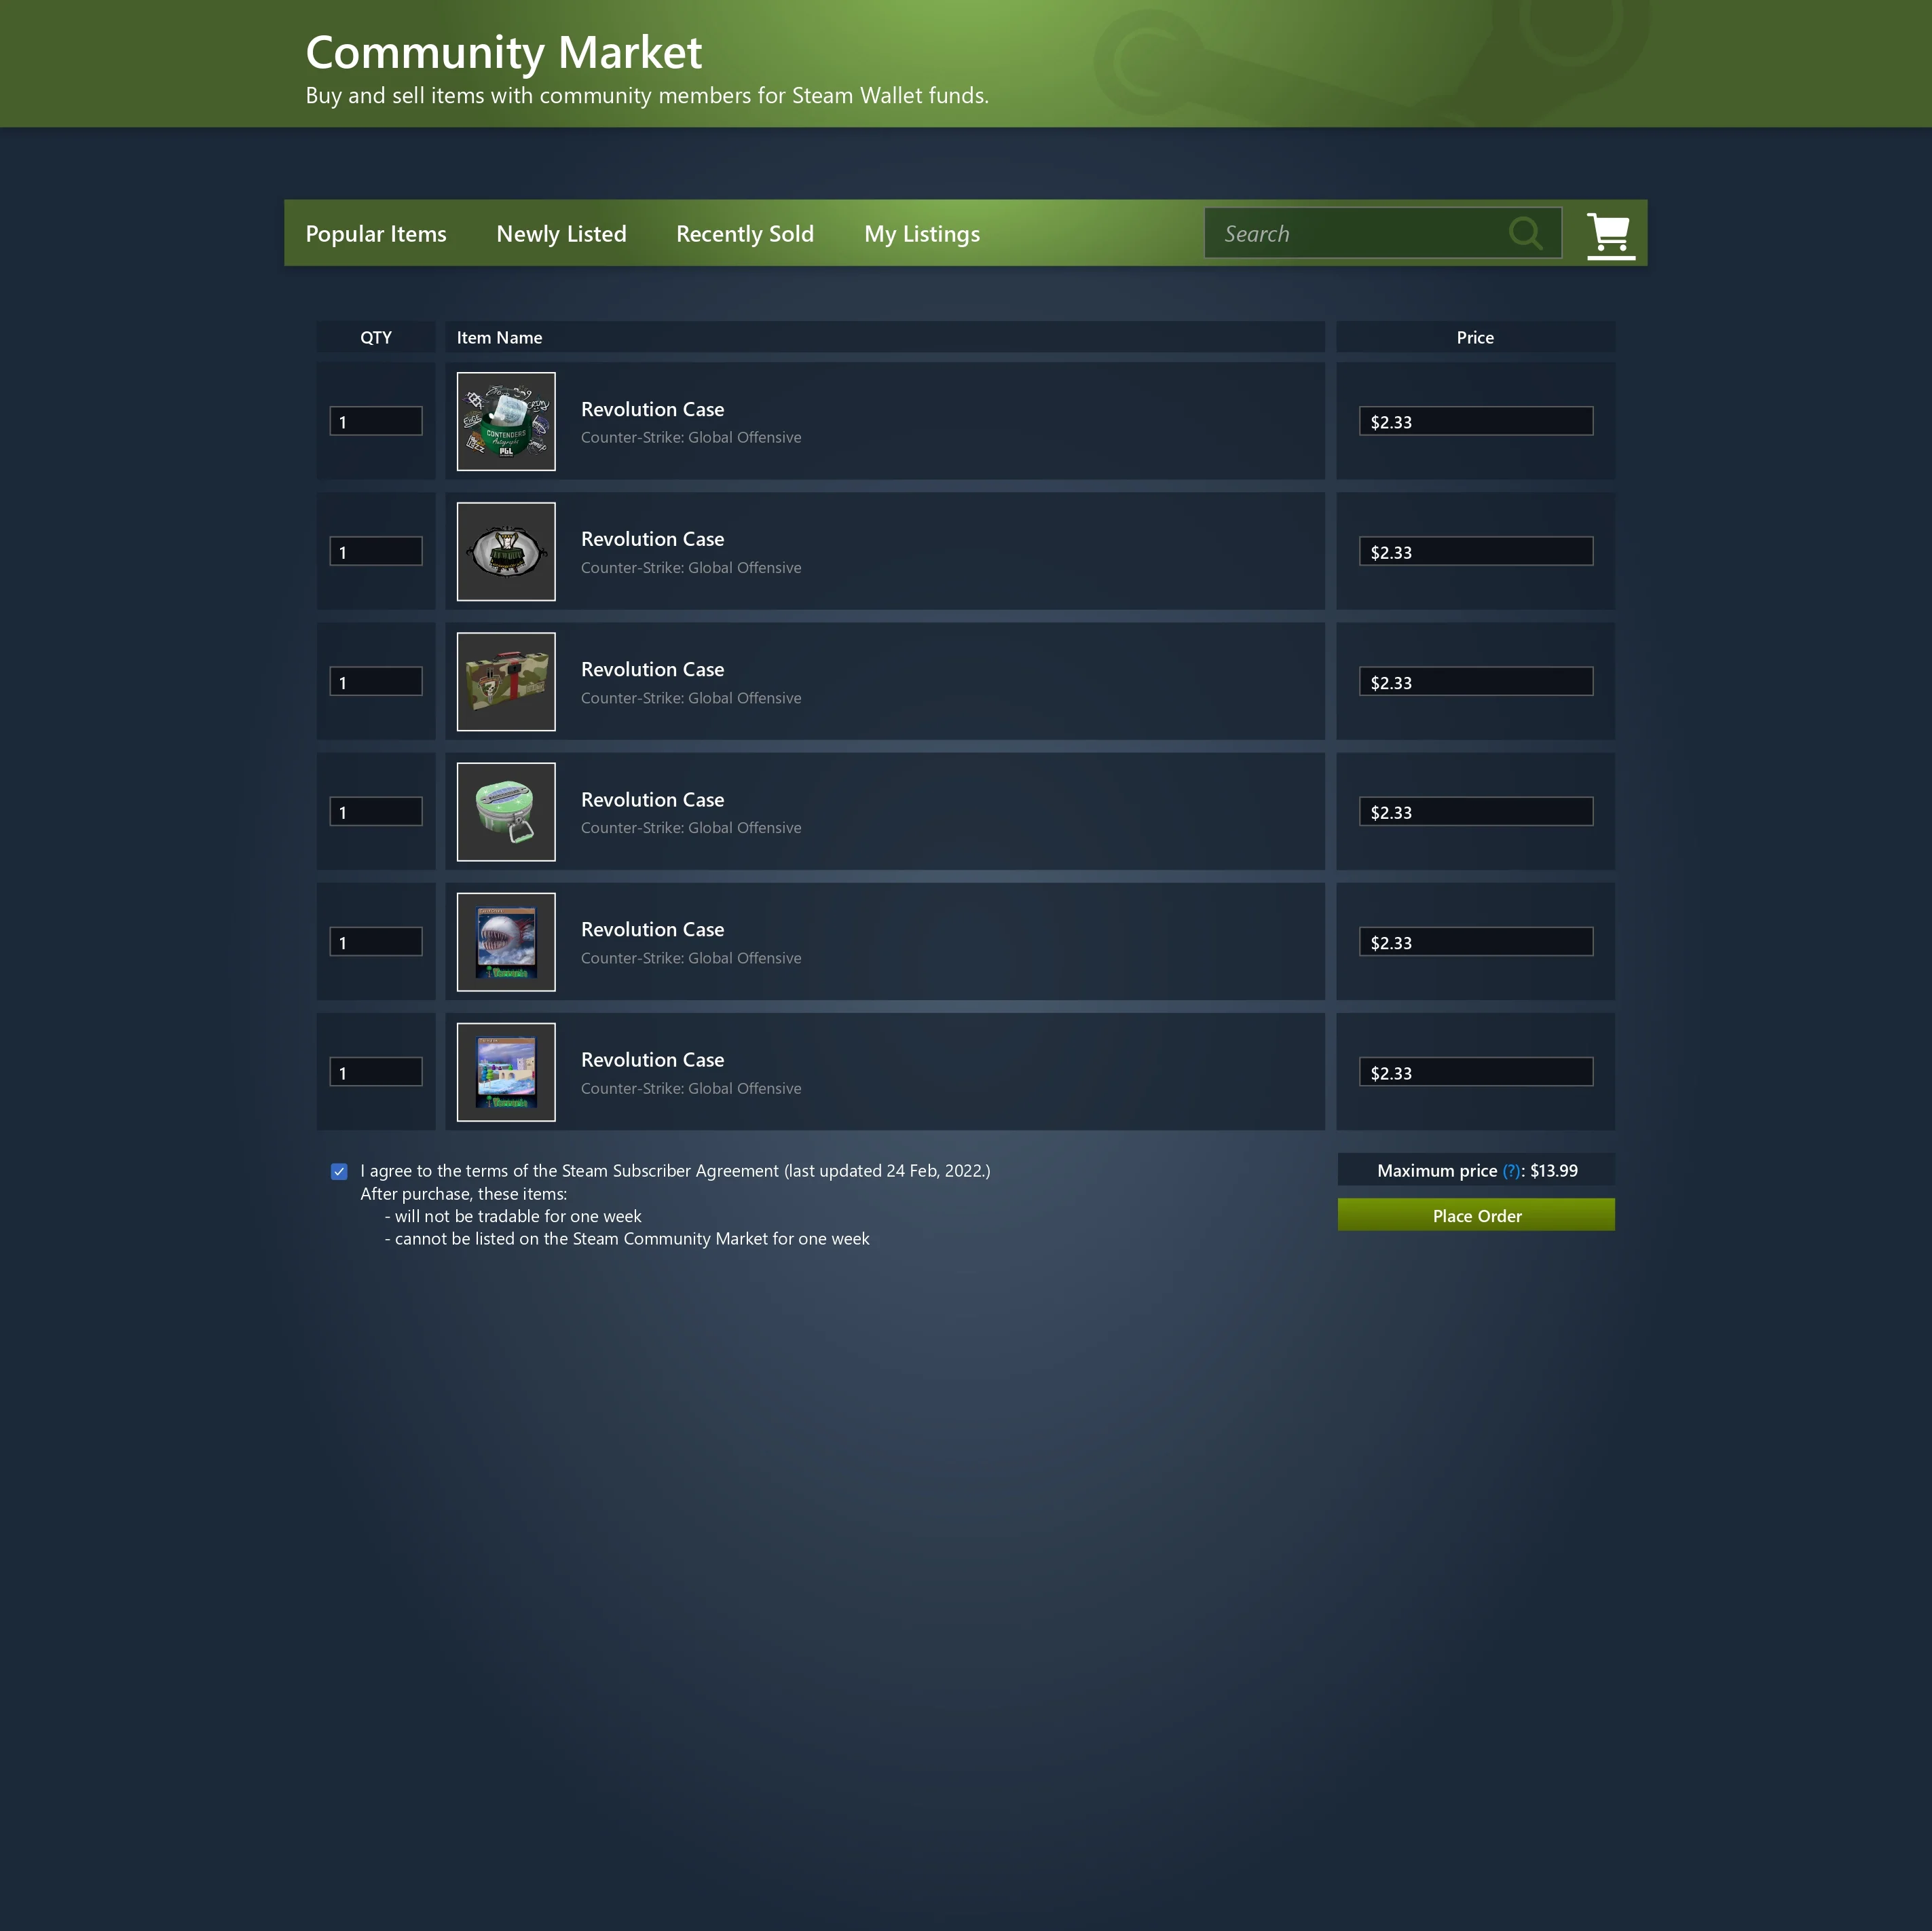 Community Market
Buy and sell items with community members for Steam Wallet funds.
Popular Items Newly Listed Recently Sold My Listings Search
QTY Item Name Price
CONTENDERS
Autographs
PGL
1 Revolution Case $2.33
Counter-Strike: Global Offensive
1 Revolution Case $2.33
Counter-Strike: Global Offensive
1 Revolution Case $2.33
Counter-Strike: Global Offensive
1 Revolution Case $2.33
Counter-Strike: Global Offensive
1 Revolution Case $2.33
Counter-Strike: Global Offensive
Terraria
1 Revolution Case $2.33
Counter-Strike: Global Offensive
Terraria
I agree to the terms of the Steam Subscriber Agreement (last updated 24 Feb, 2022.) Maximum price (?): $13.99
After purchase, these items:
- will not be tradable for one week Place Order
- cannot be listed on the Steam Community Market for one week